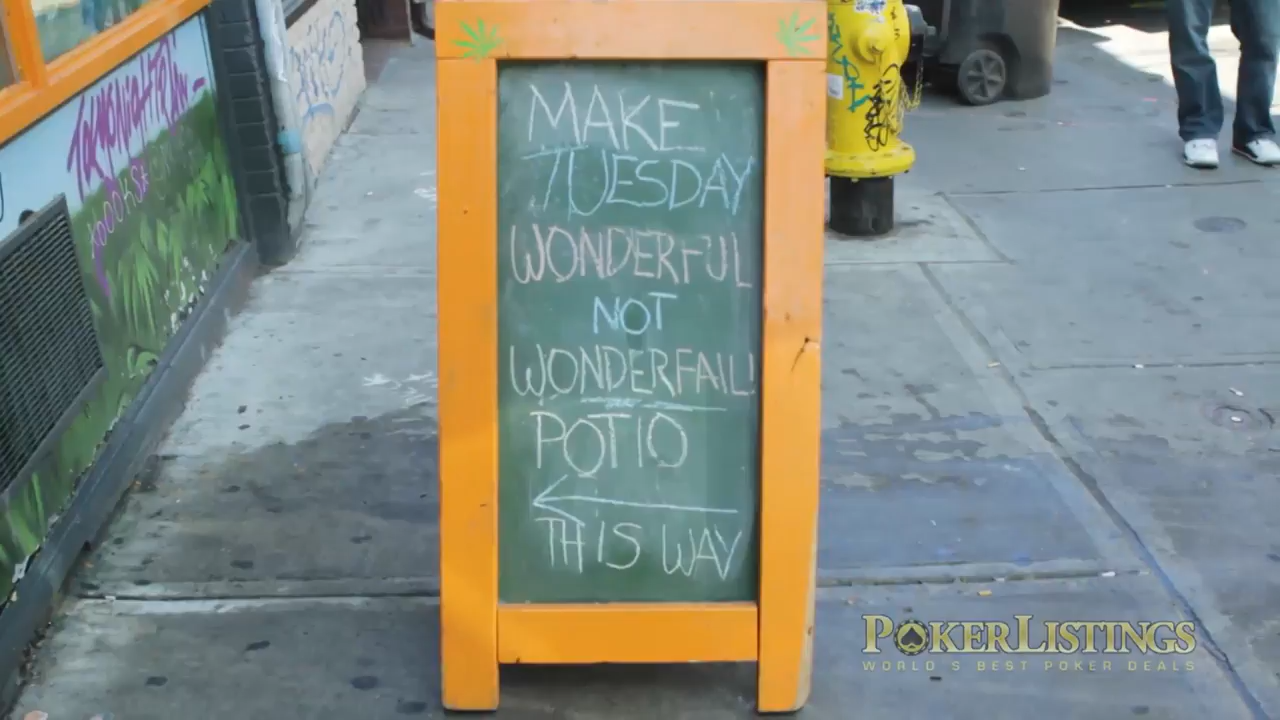 MAKE
TUESDAY
WONDERFUL
NOT
WONDERFAIL!
POTIO
THIS WAY
POKERLISTINGS
WORLD'S BEST POKER DEALS